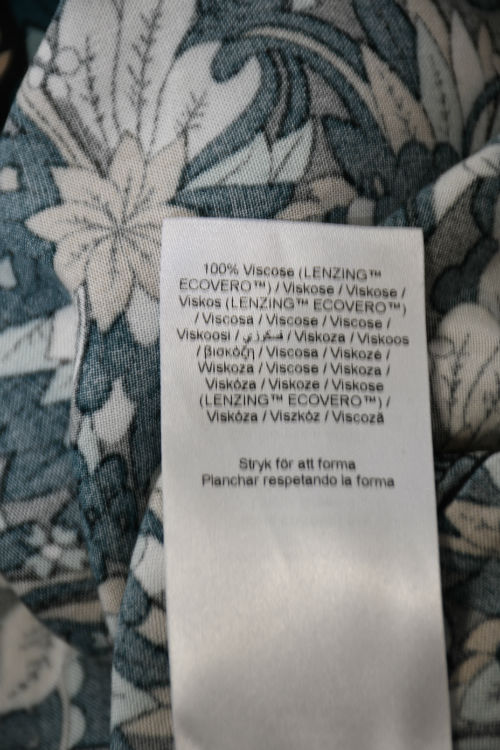 100% Viscose (LENZING™
ECOVERO™) / Viskose / Viskose /
Viskos (LENZING™ ECOVERO™)
/ Viscosa / Viscose / Viscose /
Viskoosi / فسكوزي / Viskoza / Viskoos
/ βισκόζη / Viscosa / Viskozė /
Wiskoza / Viscose / Viskoza /
Viskóza / Viskoze / Viskose
(LENZING™ ECOVERO™) /
Viskóza / Viszkóz / Viscoză
Stryk för att forma
Planchar respetando la forma